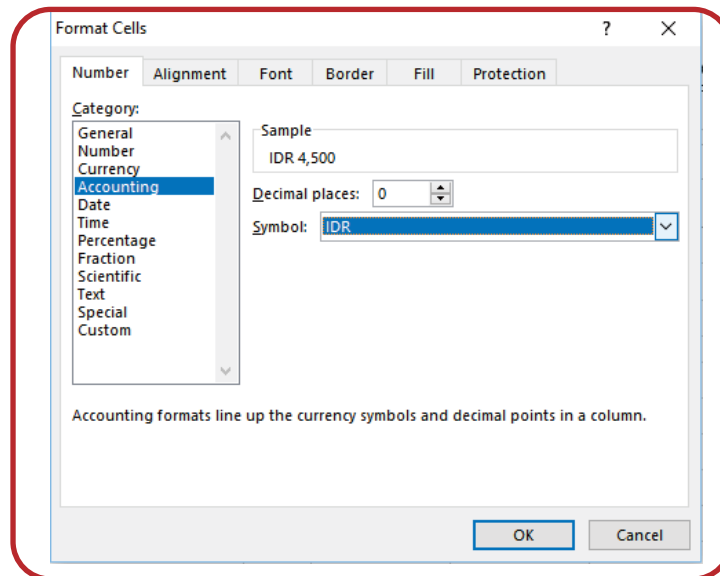 Format Cells ?
Number Alignment Font Border Fill Protection
Category:
General
Number
Currency
Accounting
Date
Time
Percentage
Fraction
Scientific
Text
Special
Custom
Sample
IDR 4,500
Decimal places: 0
Symbol: IDR
Accounting formats line up the currency symbols and decimal points in a column.
OK Cancel